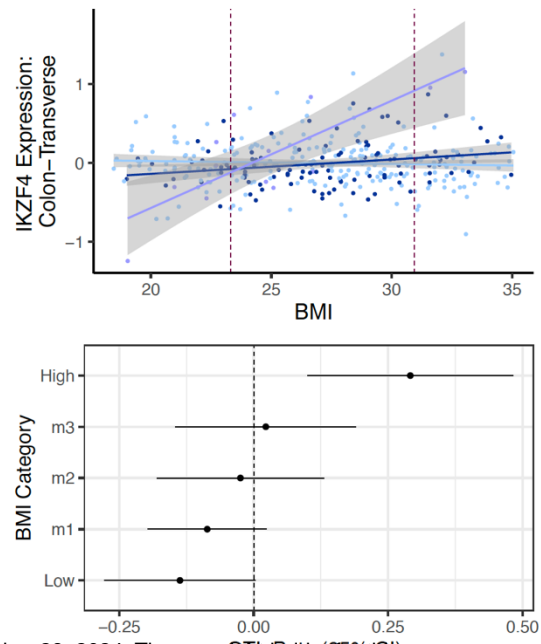 IKZF4 Expression:
Colon−Transverse
1
0
−1
20 25 30 35
BMI
BMI Category
High
m3
m2
m1
Low
−0.25 0.00 0.25 0.50